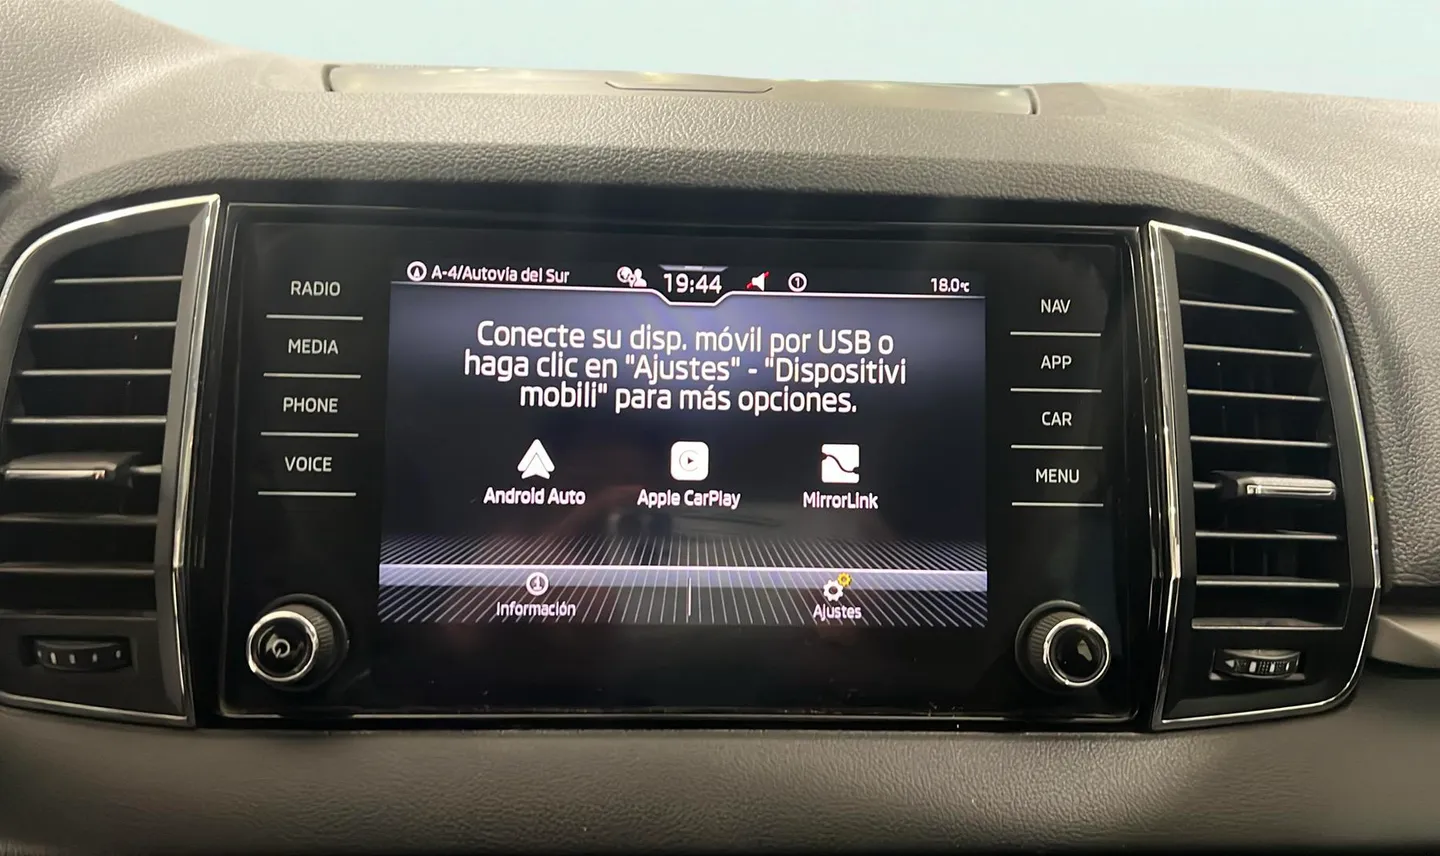 A-4/Autovía del Sur 19:44 18.0°C
RADIO
MEDIA
PHONE
VOICE
Conecte su disp. móvil por USB o
haga clic en "Ajustes" - "Dispositivi
mobili" para más opciones.
Android Auto Apple CarPlay MirrorLink
Información Ajustes
NAV
APP
CAR
MENU